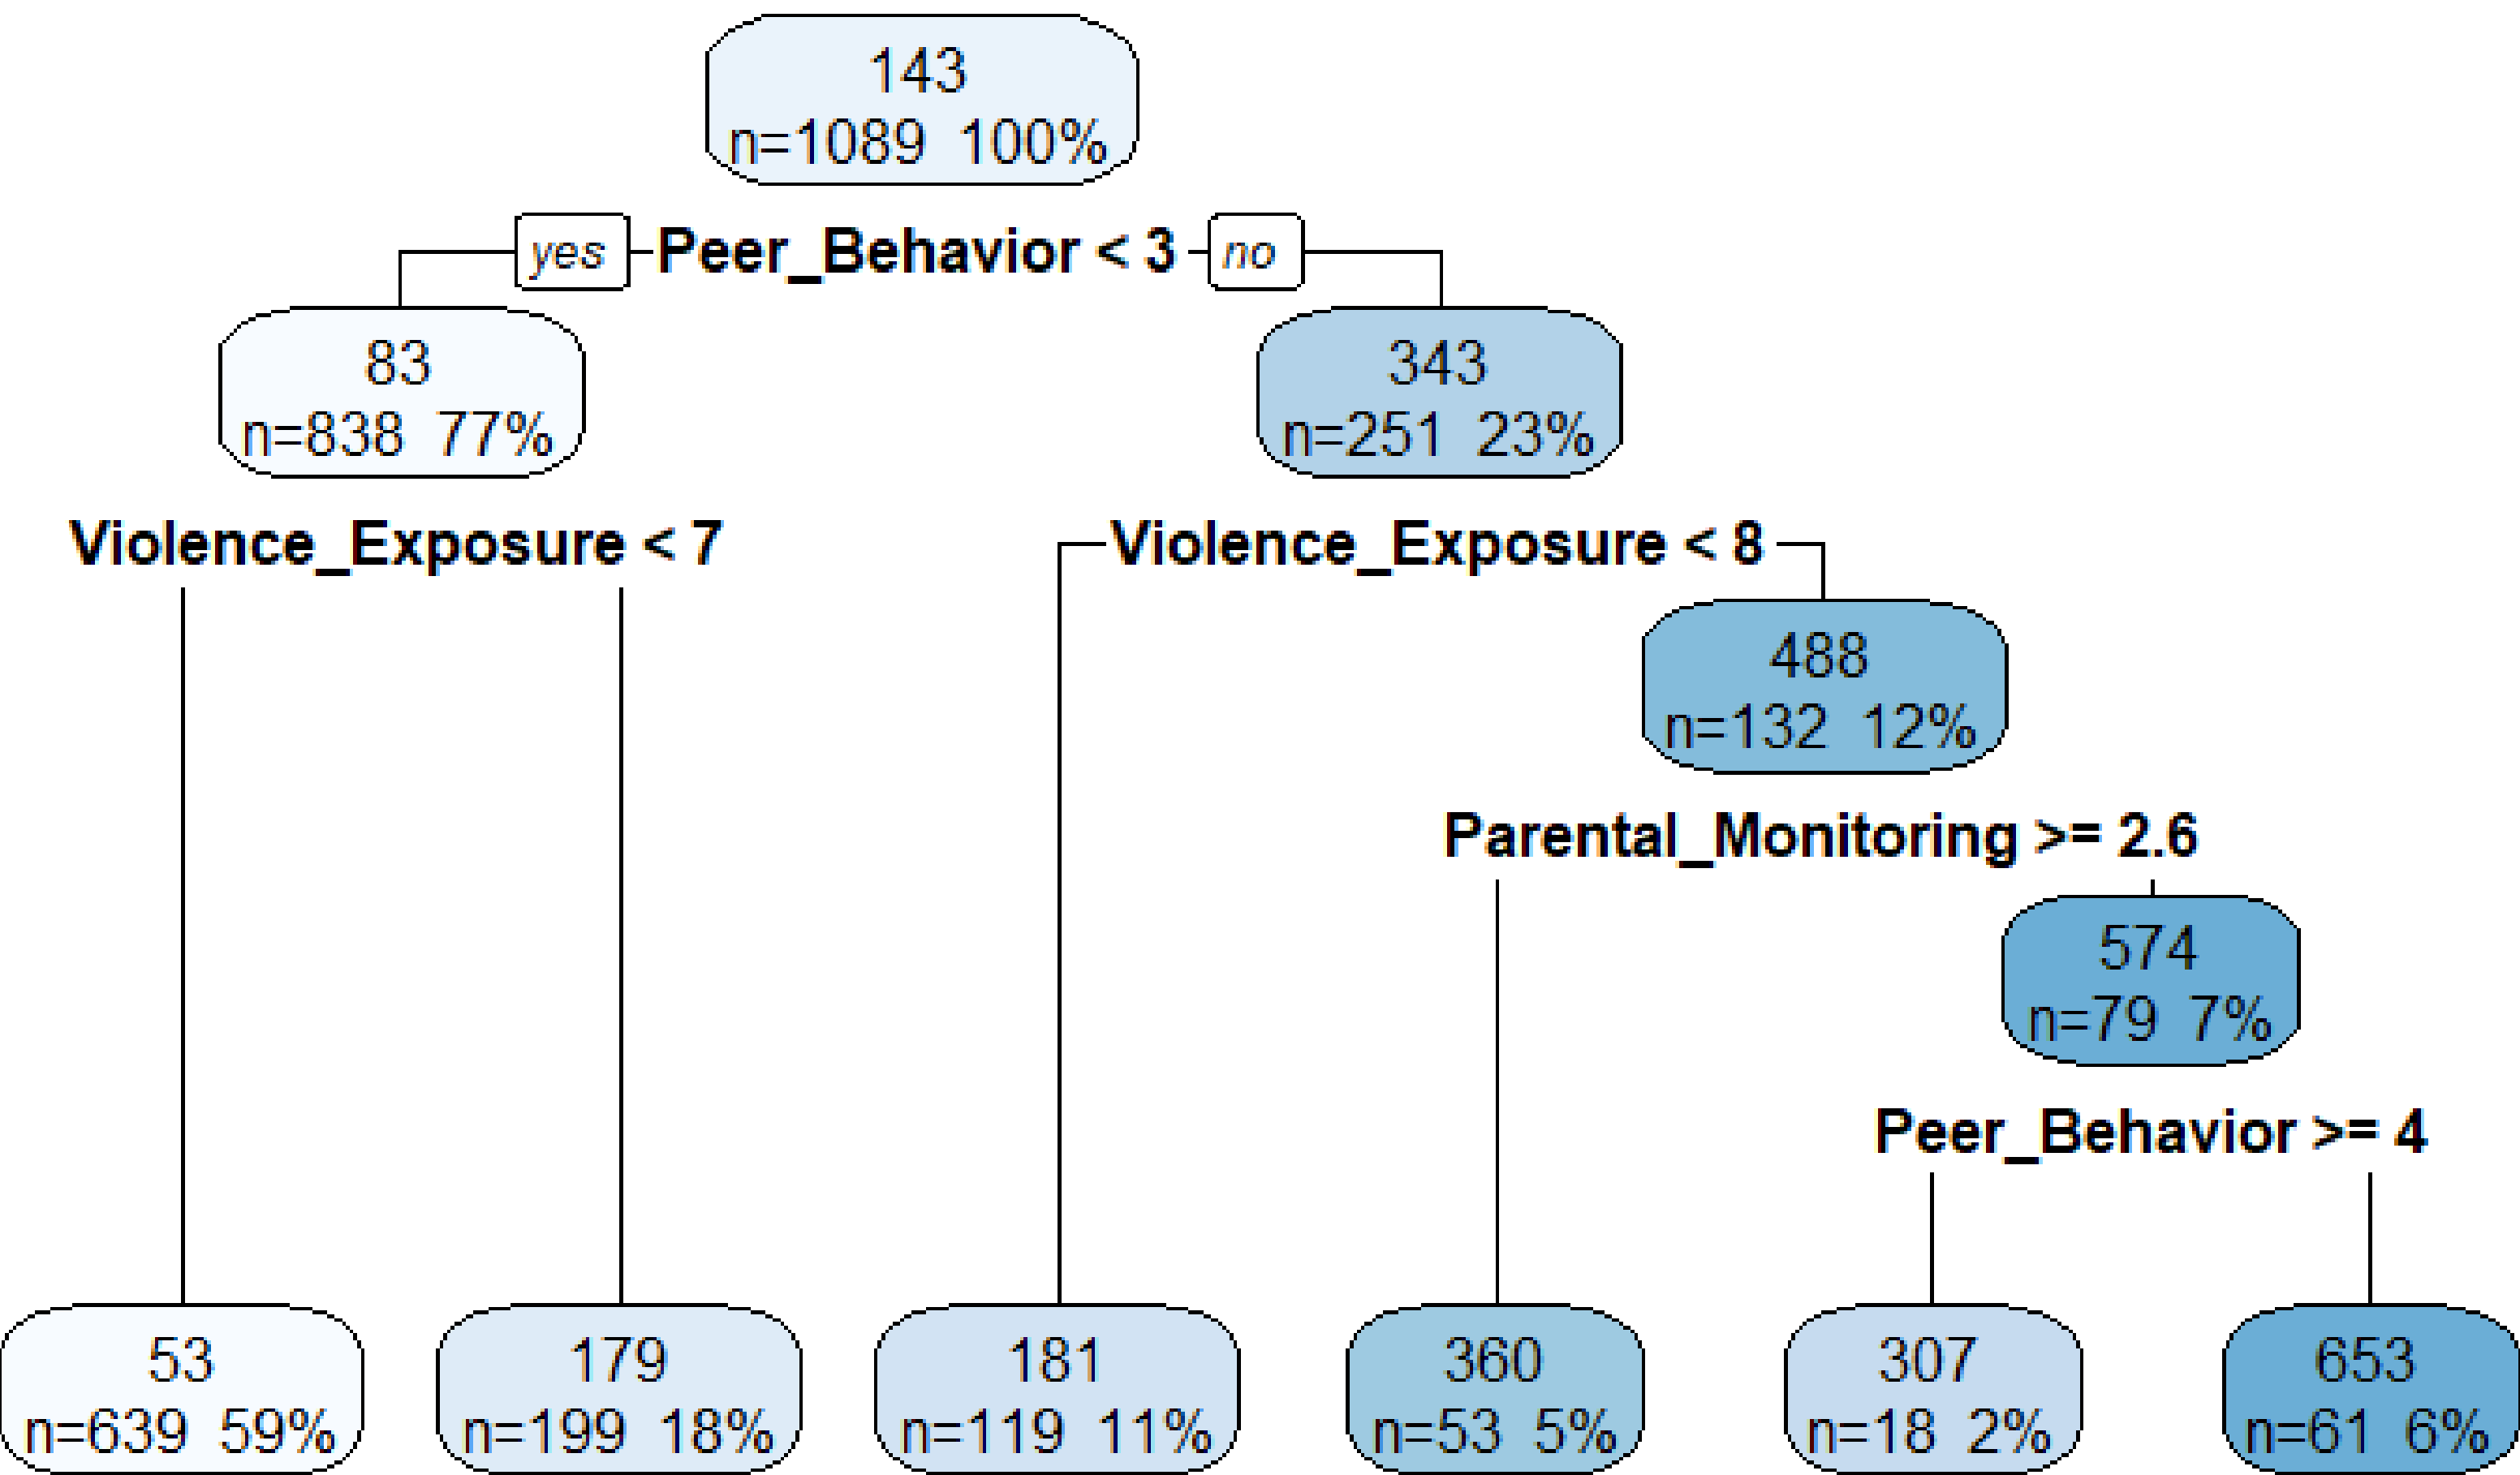 143
n=1089 100%
yes Peer_Behavior < 3 no
83
n=838 77%
343
n=251 23%
Violence_Exposure < 7
Violence_Exposure < 8
488
n=132 12%
Parental_Monitoring >= 2.6
574
n=79 7%
Peer_Behavior >= 4
53
n=639 59%
179
n=199 18%
181
n=119 11%
360
n=53 5%
307
n=18 2%
653
n=61 6%